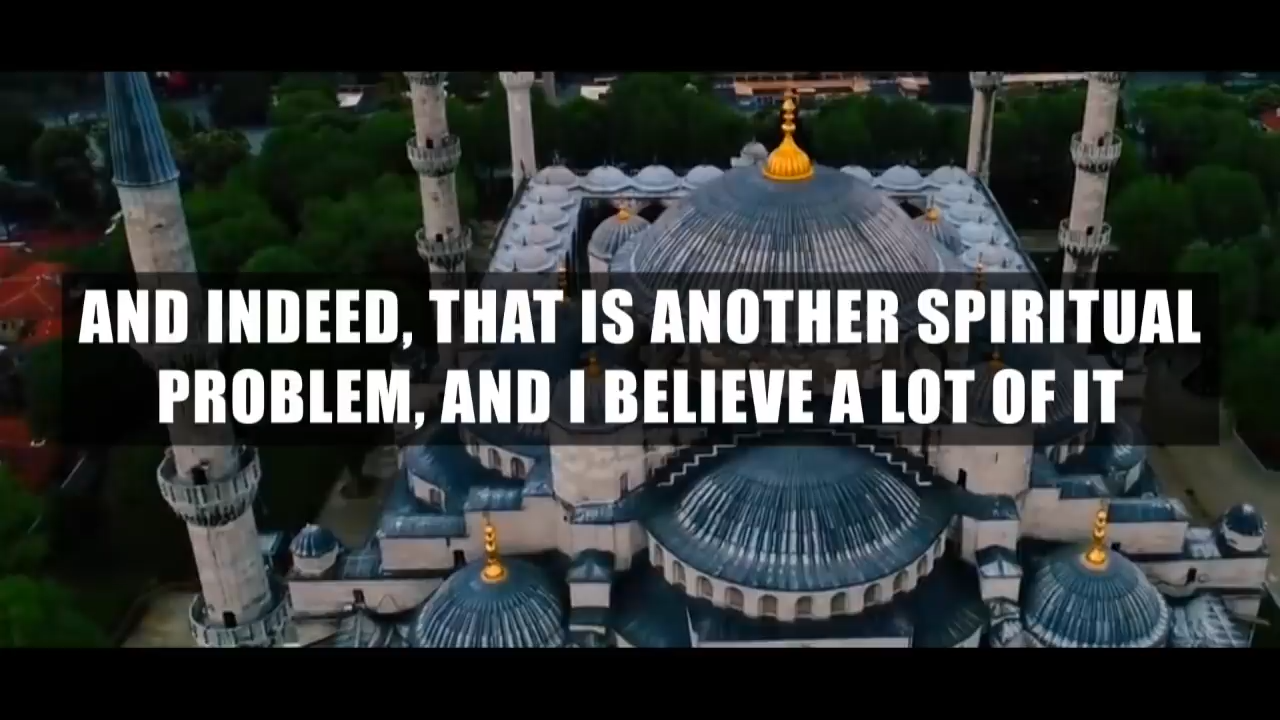 AND INDEED, THAT IS ANOTHER SPIRITUAL
PROBLEM, AND I BELIEVE A LOT OF IT